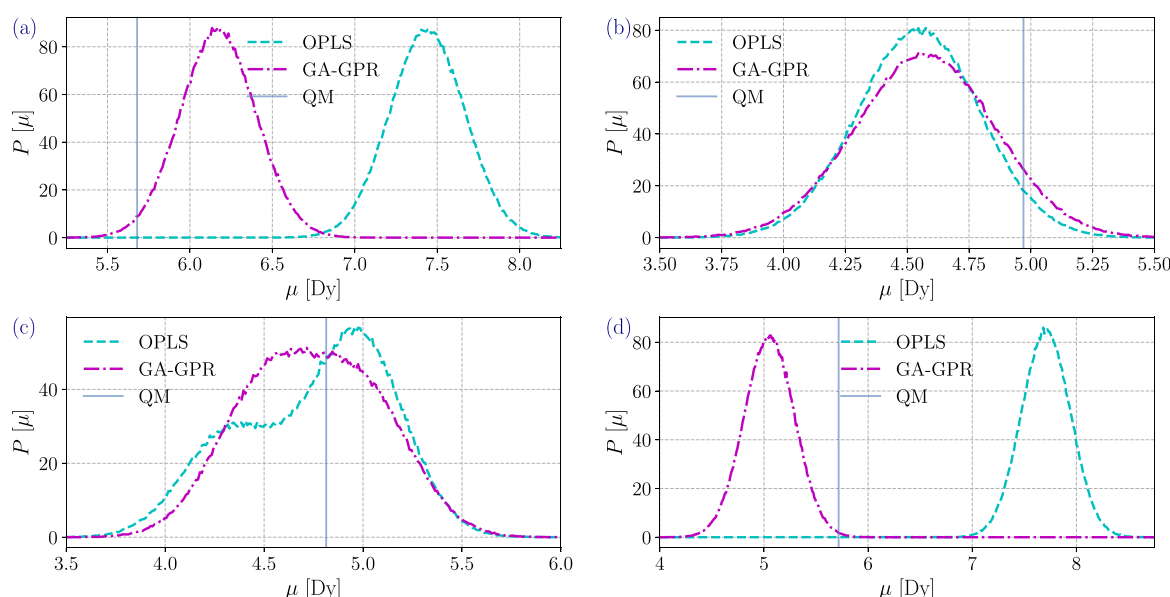 (a)
OPLS
GA-GPR
QM
P [μ]
80
60
40
20
0
5.5 6.0 6.5 7.0 7.5 8.0
μ [Dy]
(b)
OPLS
GA-GPR
QM
P [μ]
80
60
40
20
0
3.50 3.75 4.00 4.25 4.50 4.75 5.00 5.25 5.50
μ [Dy]
(c)
OPLS
GA-GPR
QM
P [μ]
40
20
0
3.5 4.0 4.5 5.0 5.5 6.0
μ [Dy]
(d)
OPLS
GA-GPR
QM
P [μ]
80
60
40
20
0
4 5 6 7 8
μ [Dy]